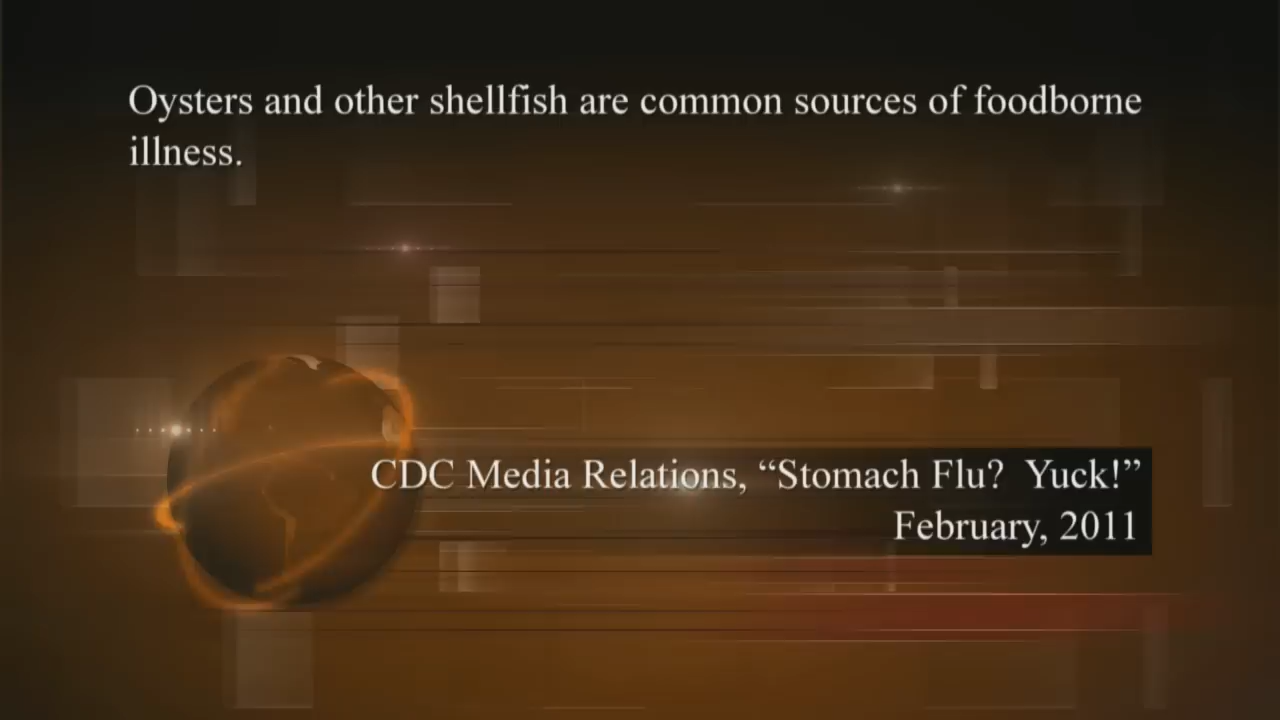 Oysters and other shellfish are common sources of foodborne
illness.
CDC Media Relations, “Stomach Flu?  Yuck!”
February, 2011